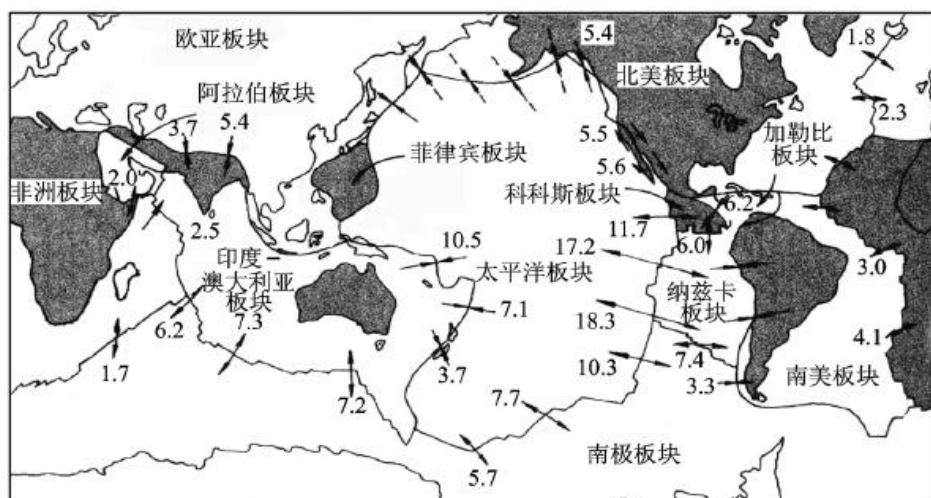 欧亚板块
5.4
北美板块
1.8
阿拉伯板块
3.7
5.4
2.3
5.5
加勒比
板块
菲律宾板块
5.6
非洲板块
2.0
科科斯板块
6.2
2.5
11.7
6.0
印度
澳大利亚
板块
10.5
17.2
太平洋板块
3.0
纳兹卡
板块
6.2
7.3
7.1
18.3
4.1
1.7
3.7
10.3
7.4
7.2
3.3
南美板块
7.7
5.7
南极板块